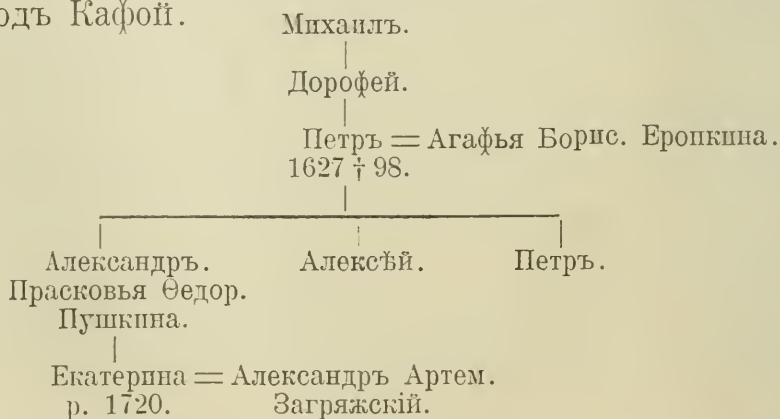 одъ Кафой.
Михаилъ.
Дорофей.
Петръ = Агафья Борис. Еропкина.
1627 † 98.
Александръ. Алексѣй. Петръ.
Прасковья Ѳедор.
Пушкина.
Екатерина = Александръ Артем.
р. 1720. Загряжскій.